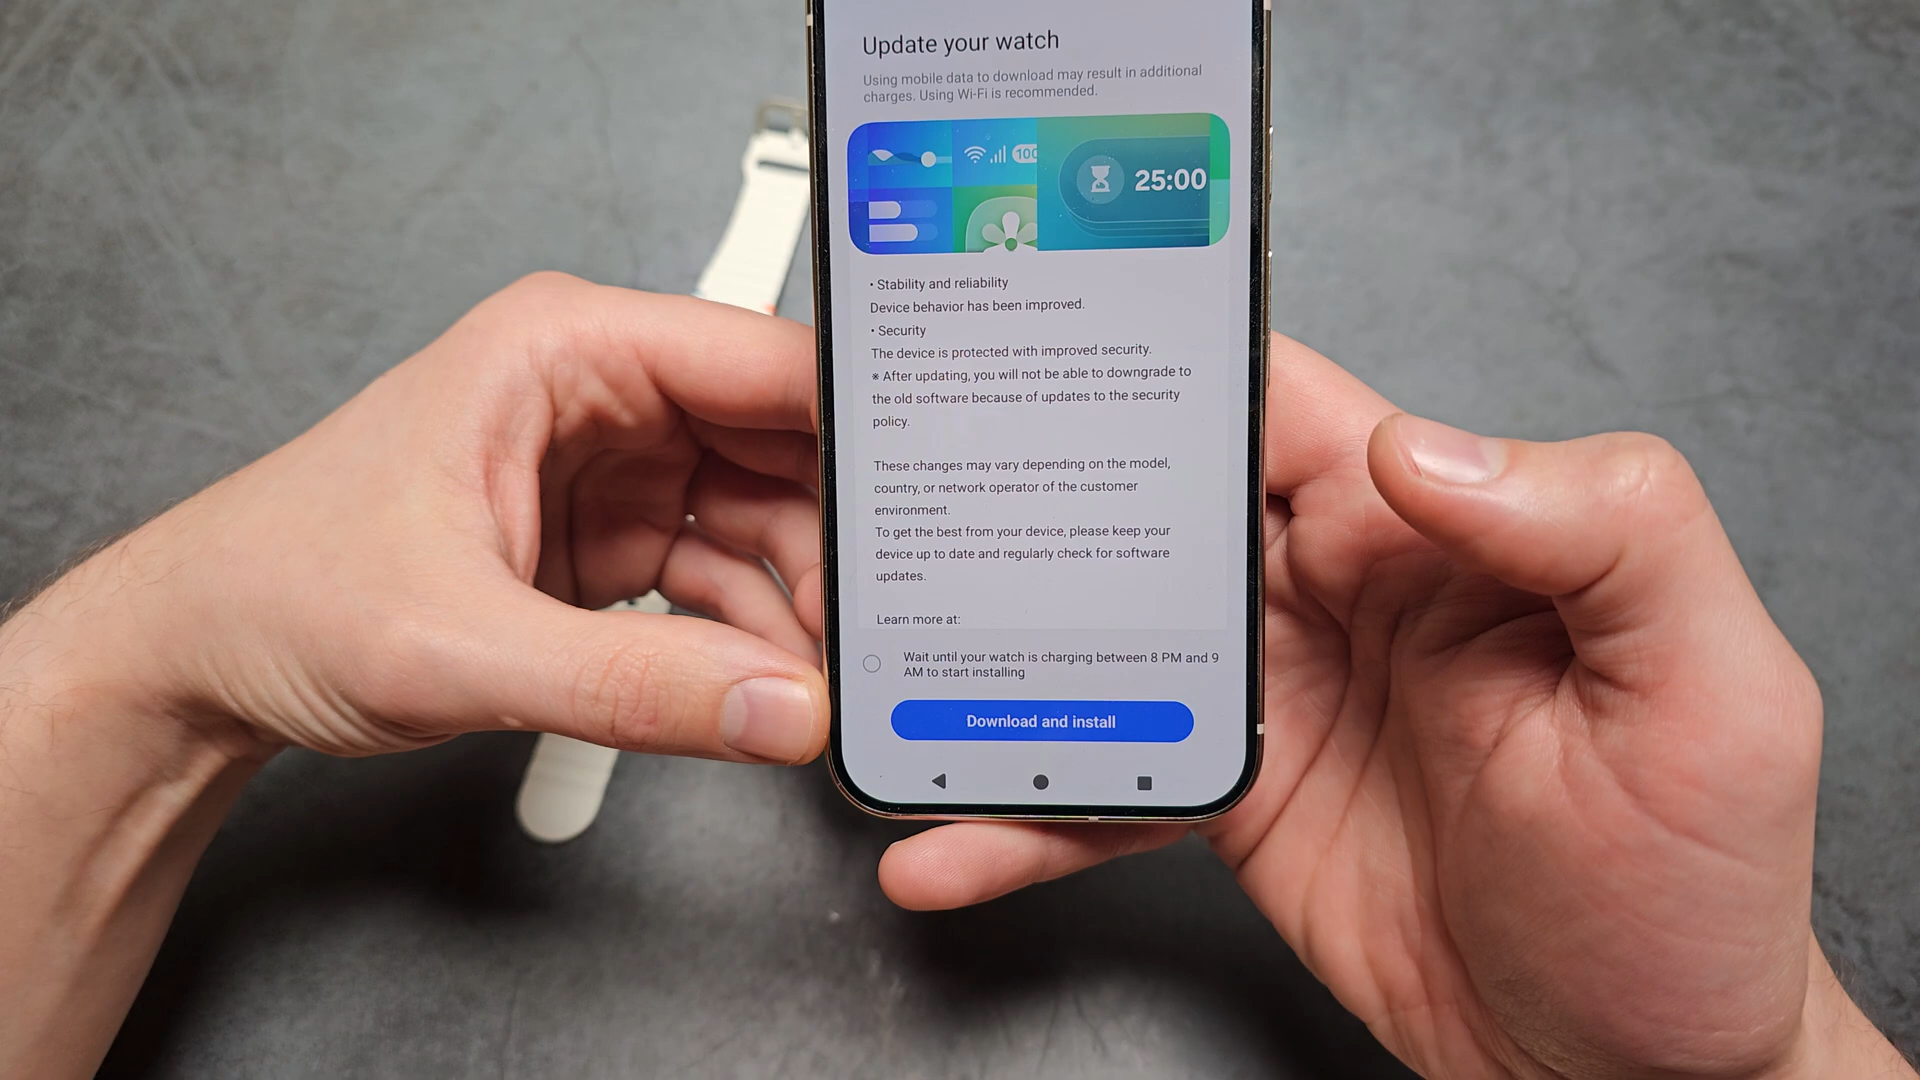 Update your watch
Using mobile data to download may result in additional
charges. Using Wi-Fi is recommended.
100
25:00
• Stability and reliability
Device behavior has been improved.
• Security
The device is protected with improved security.
※ After updating, you will not be able to downgrade to
the old software because of updates to the security
policy.
These changes may vary depending on the model,
country, or network operator of the customer
environment.
To get the best from your device, please keep your
device up to date and regularly check for software
updates.
Learn more at:
Wait until your watch is charging between 8 PM and 9
AM to start installing
Download and install